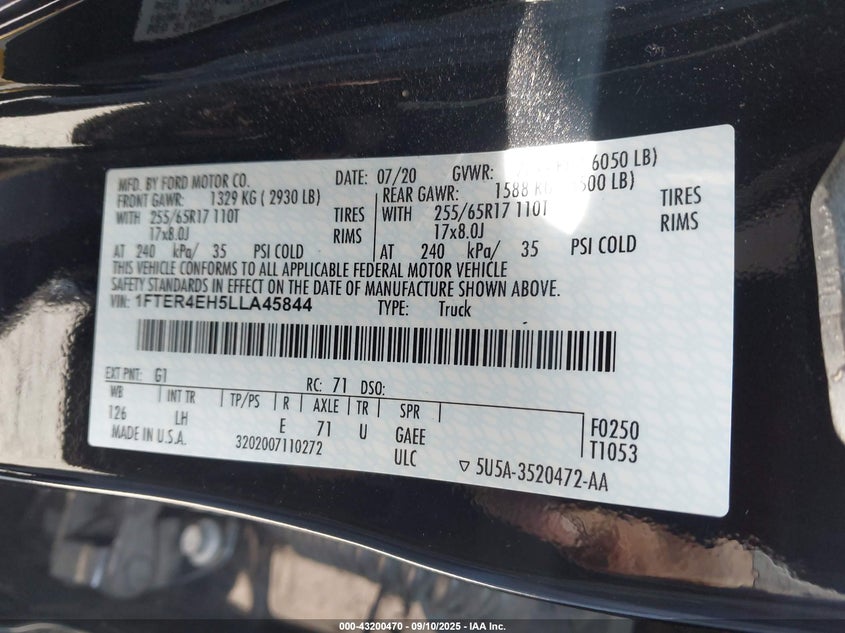 MFD. BY FORD MOTOR CO. DATE: 07/20 GVWR: 6050 LB)
FRONT GAWR: 1329 KG ( 2930 LB) REAR GAWR: 1588 KG 500 LB)
WITH 255/65R17 110T TIRES WITH 255/65R17 110T TIRES
17x8.0J RIMS 17x8.0J RIMS
AT 240 kPa/ 35 PSI COLD AT 240 kPa/ 35 PSI COLD
THIS VEHICLE CONFORMS TO ALL APPLICABLE FEDERAL MOTOR VEHICLE
SAFETY STANDARDS IN EFFECT ON THE DATE OF MANUFACTURE SHOWN ABOVE.
VIN: 1FTER4EH5LLA45844 TYPE: Truck
EXT PNT: G1 RC: 71 DSO:
WB INT TR TP/PS R AXLE TR SPR
126 LH E 71 U GAEE F0250
MADE IN U.S.A. 3202007110272 ULC T1053
▽ 5U5A-3520472-AA
000-43200470 - 09/10/2025 - IAA Inc.